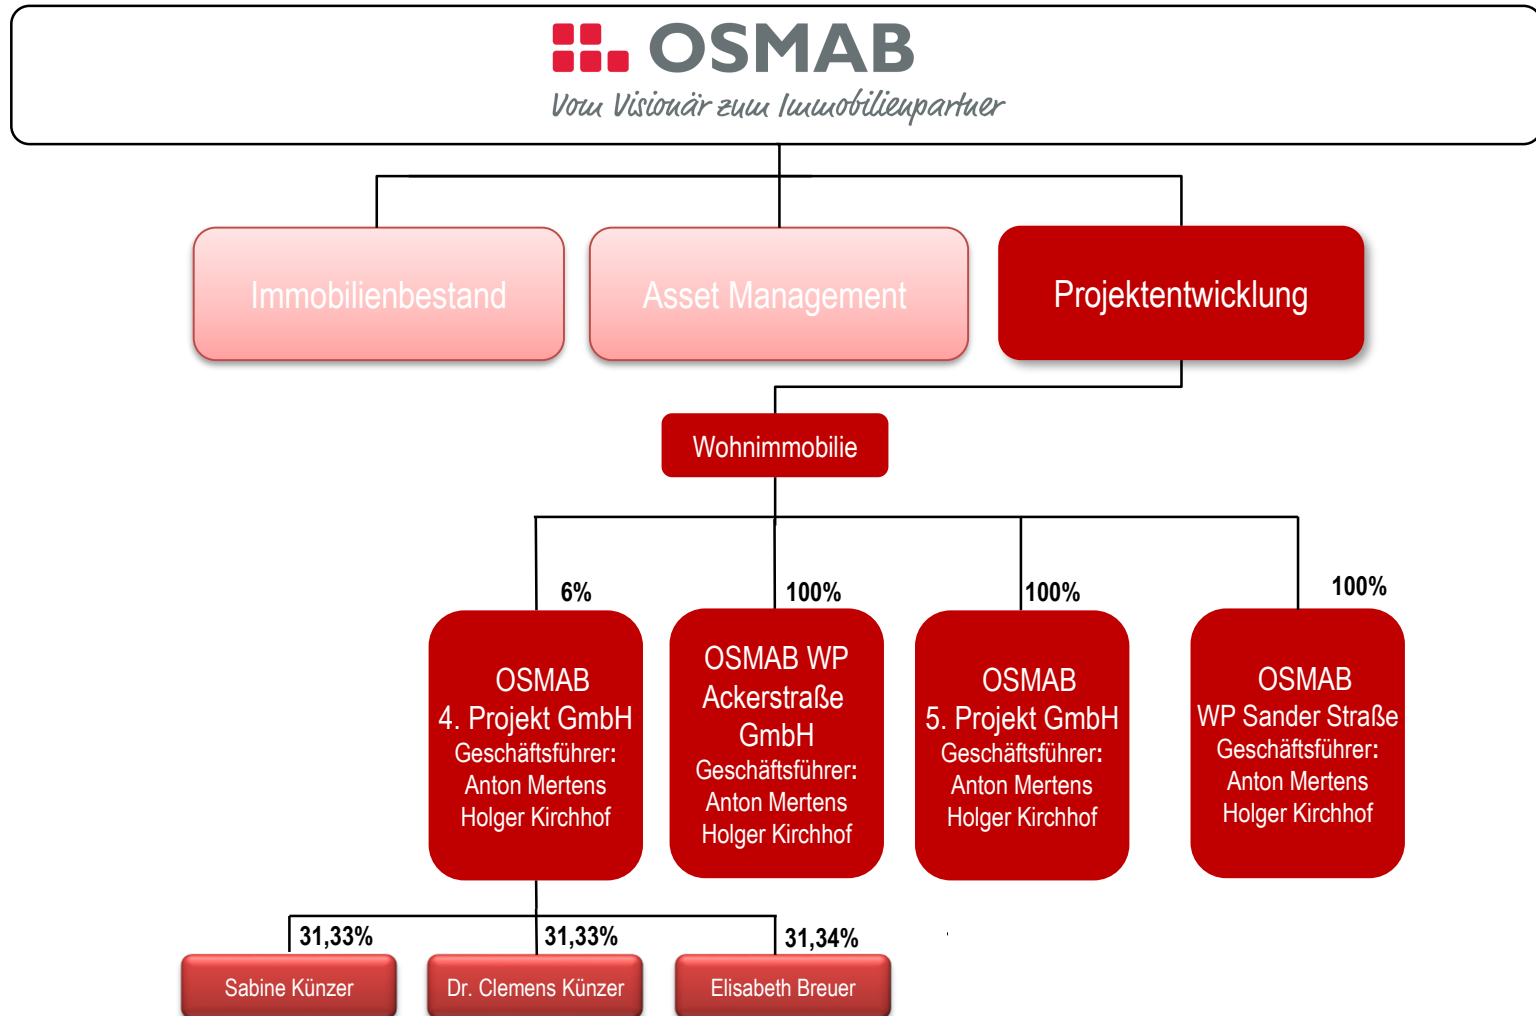 OSMAB
Vom Visionär zum Immobilienpartner
Immobilienbestand
Asset Management
Projektentwicklung
Wohnimmobilie
6%
100%
100%
100%
OSMAB
4. Projekt GmbH
Geschäftsführer:
Anton Mertens
Holger Kirchhof
OSMAB WP
Ackerstraße
GmbH
Geschäftsführer:
Anton Mertens
Holger Kirchhof
OSMAB
5. Projekt GmbH
Geschäftsführer:
Anton Mertens
Holger Kirchhof
OSMAB
WP Sander Straße
Geschäftsführer:
Anton Mertens
Holger Kirchhof
31,33%
31,33%
31,34%
Sabine Künzer
Dr. Clemens Künzer
Elisabeth Breuer